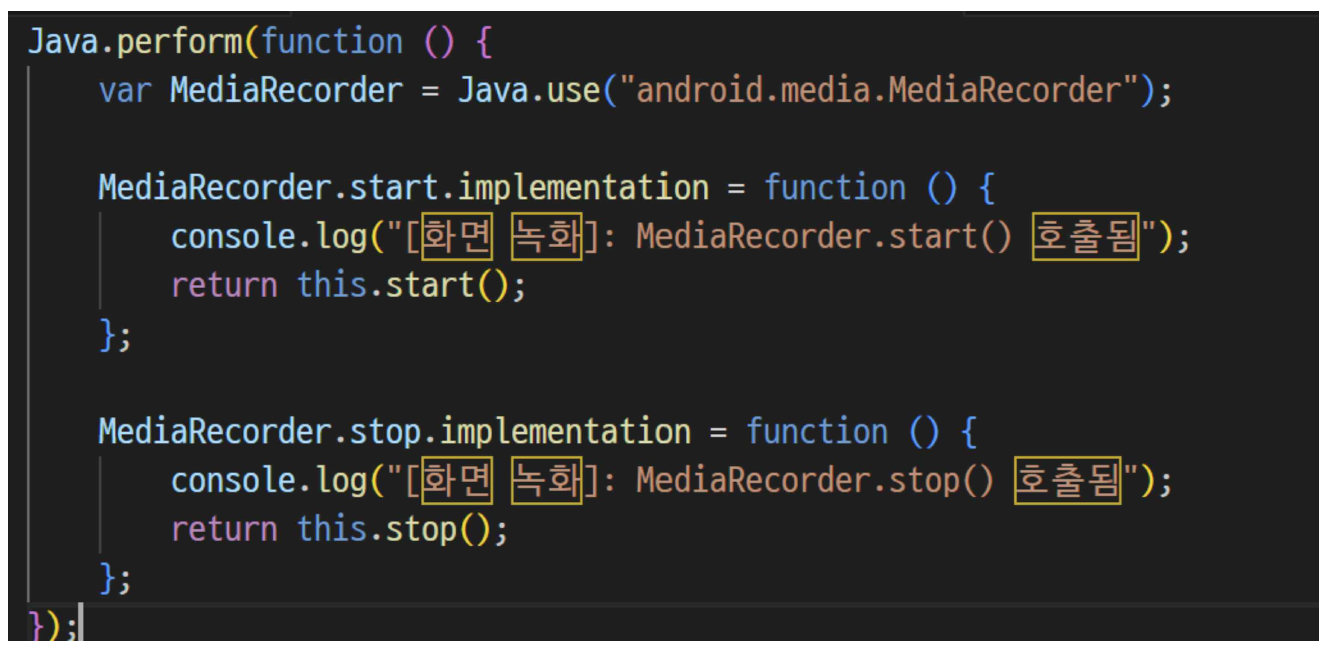 Java.perform(function () {
var MediaRecorder = Java.use("android.media.MediaRecorder");
MediaRecorder.start.implementation = function () {
console.log("[화면 녹화]: MediaRecorder.start() 호출됨");
return this.start();
};
MediaRecorder.stop.implementation = function () {
console.log("[화면 녹화]: MediaRecorder.stop() 호출됨");
return this.stop();
};
});